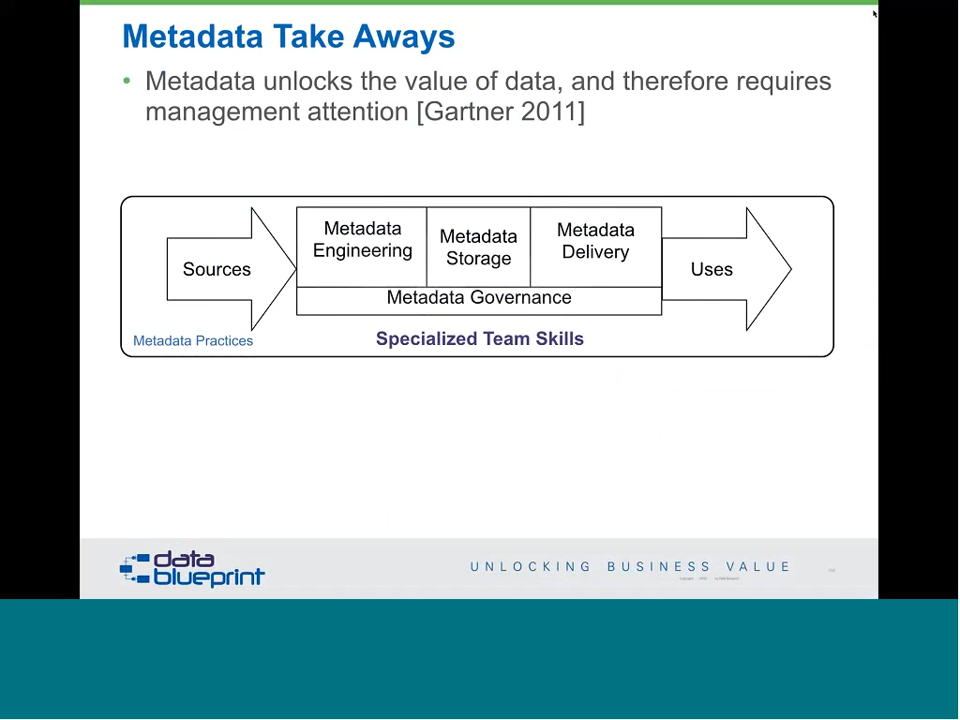 Metadata Take Aways
• Metadata unlocks the value of data, and therefore requires
management attention [Gartner 2011]
Metadata
Engineering
Metadata
Storage
Metadata
Delivery
Sources
Uses
Metadata Governance
Metadata Practices
Specialized Team Skills
data
blueprint
UNLOCKING BUSINESS VALUE